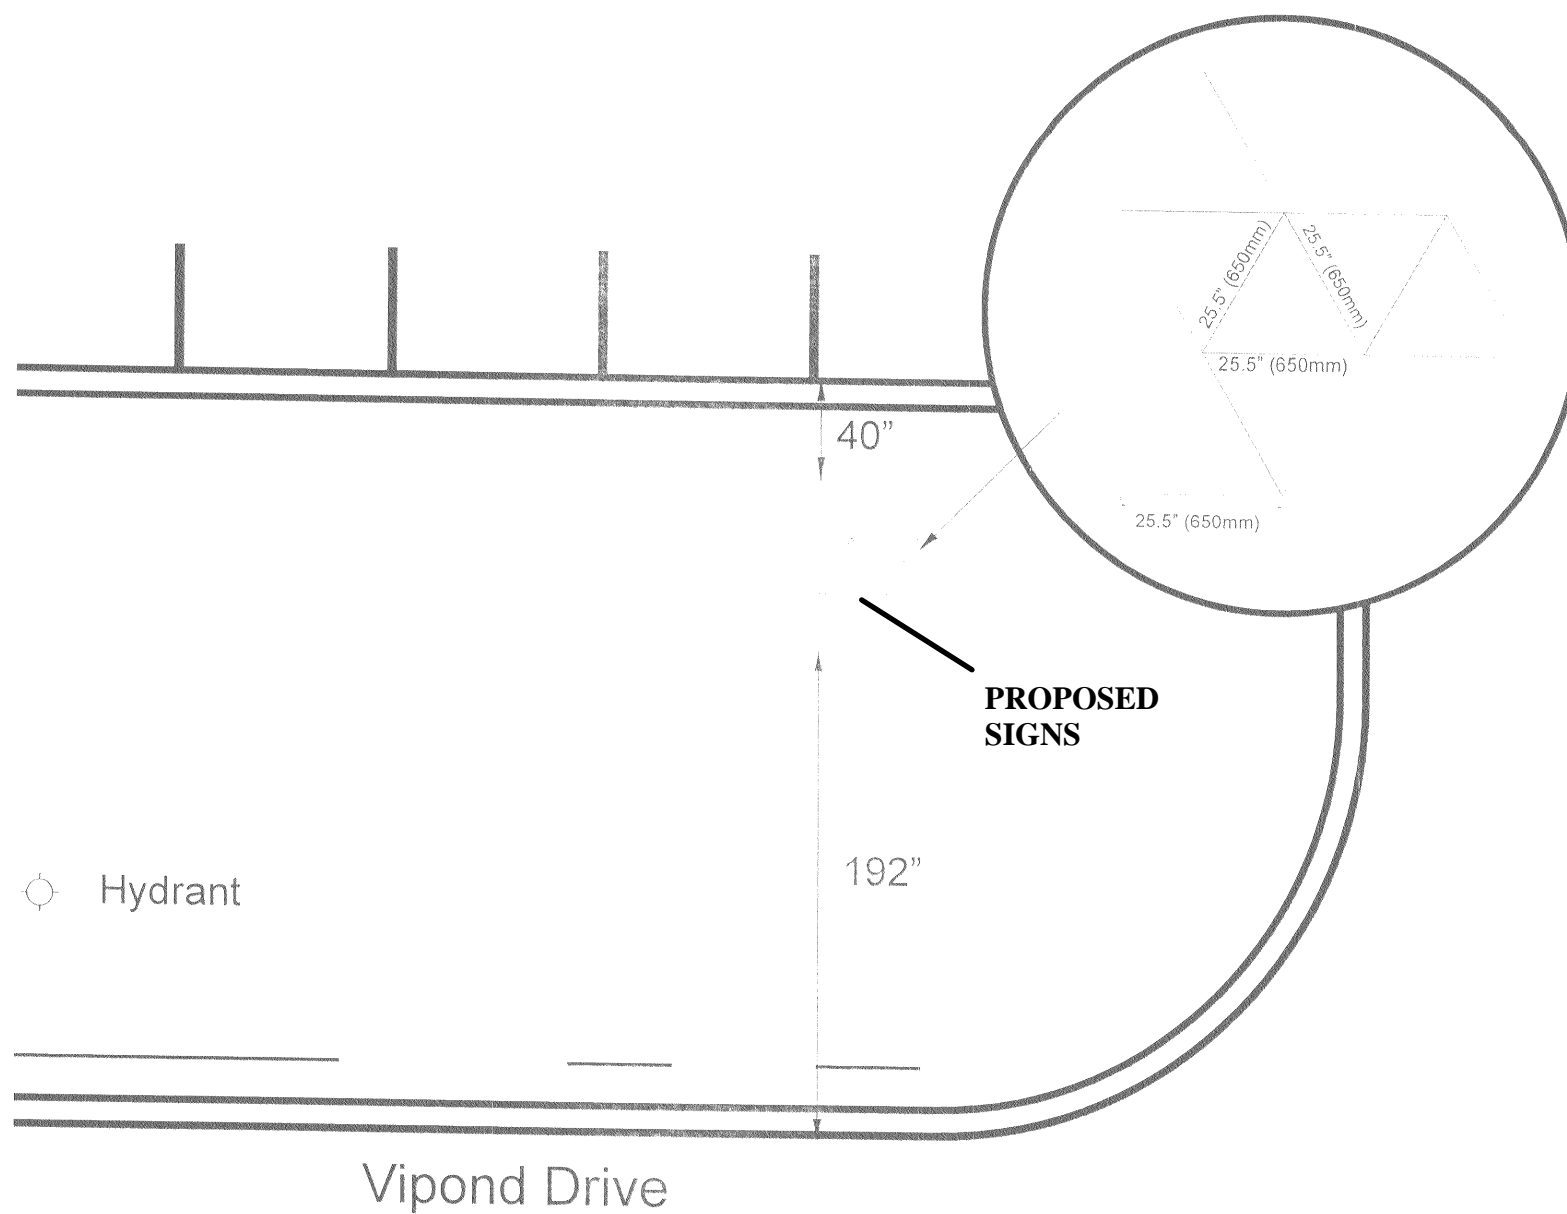 25.5" (650mm)
25.5" (650mm)
25.5" (650mm)
40”
25.5" (650mm)
PROPOSED
SIGNS
192”
Hydrant
Vipond Drive